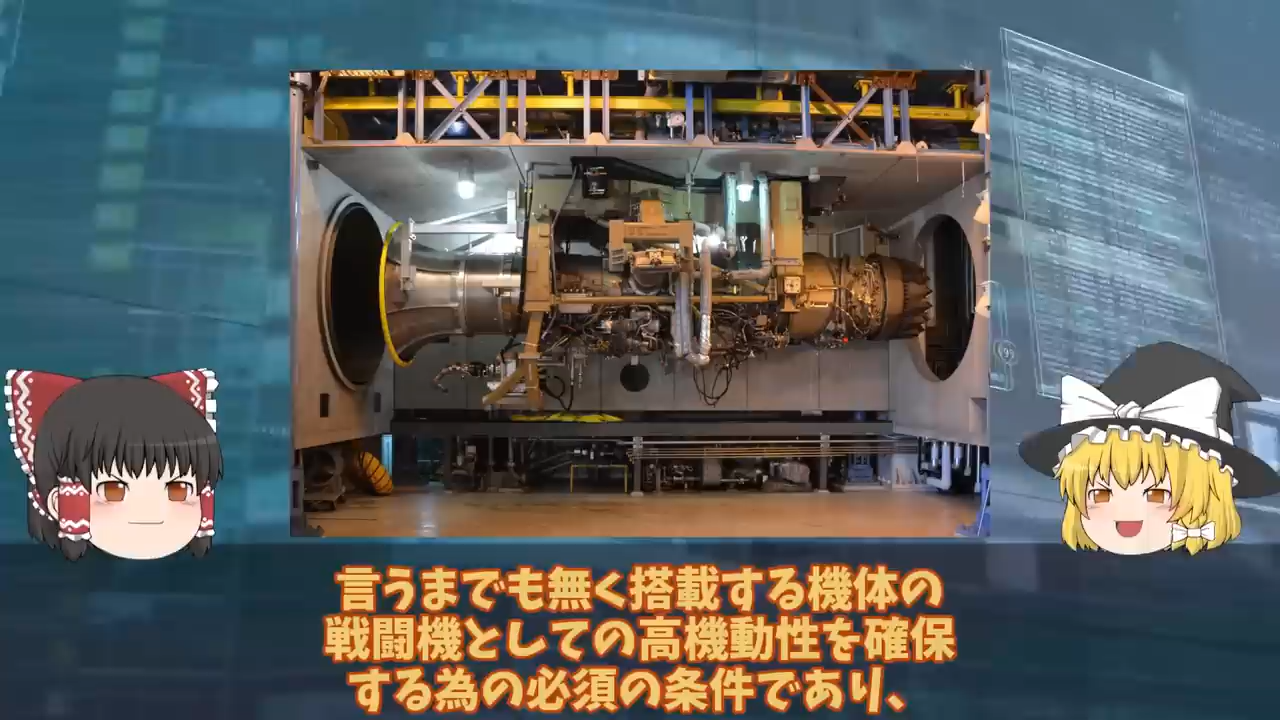 言うまでも無く搭載する機体の
戦闘機としての高機動性を確保
する為の必須の条件であり、